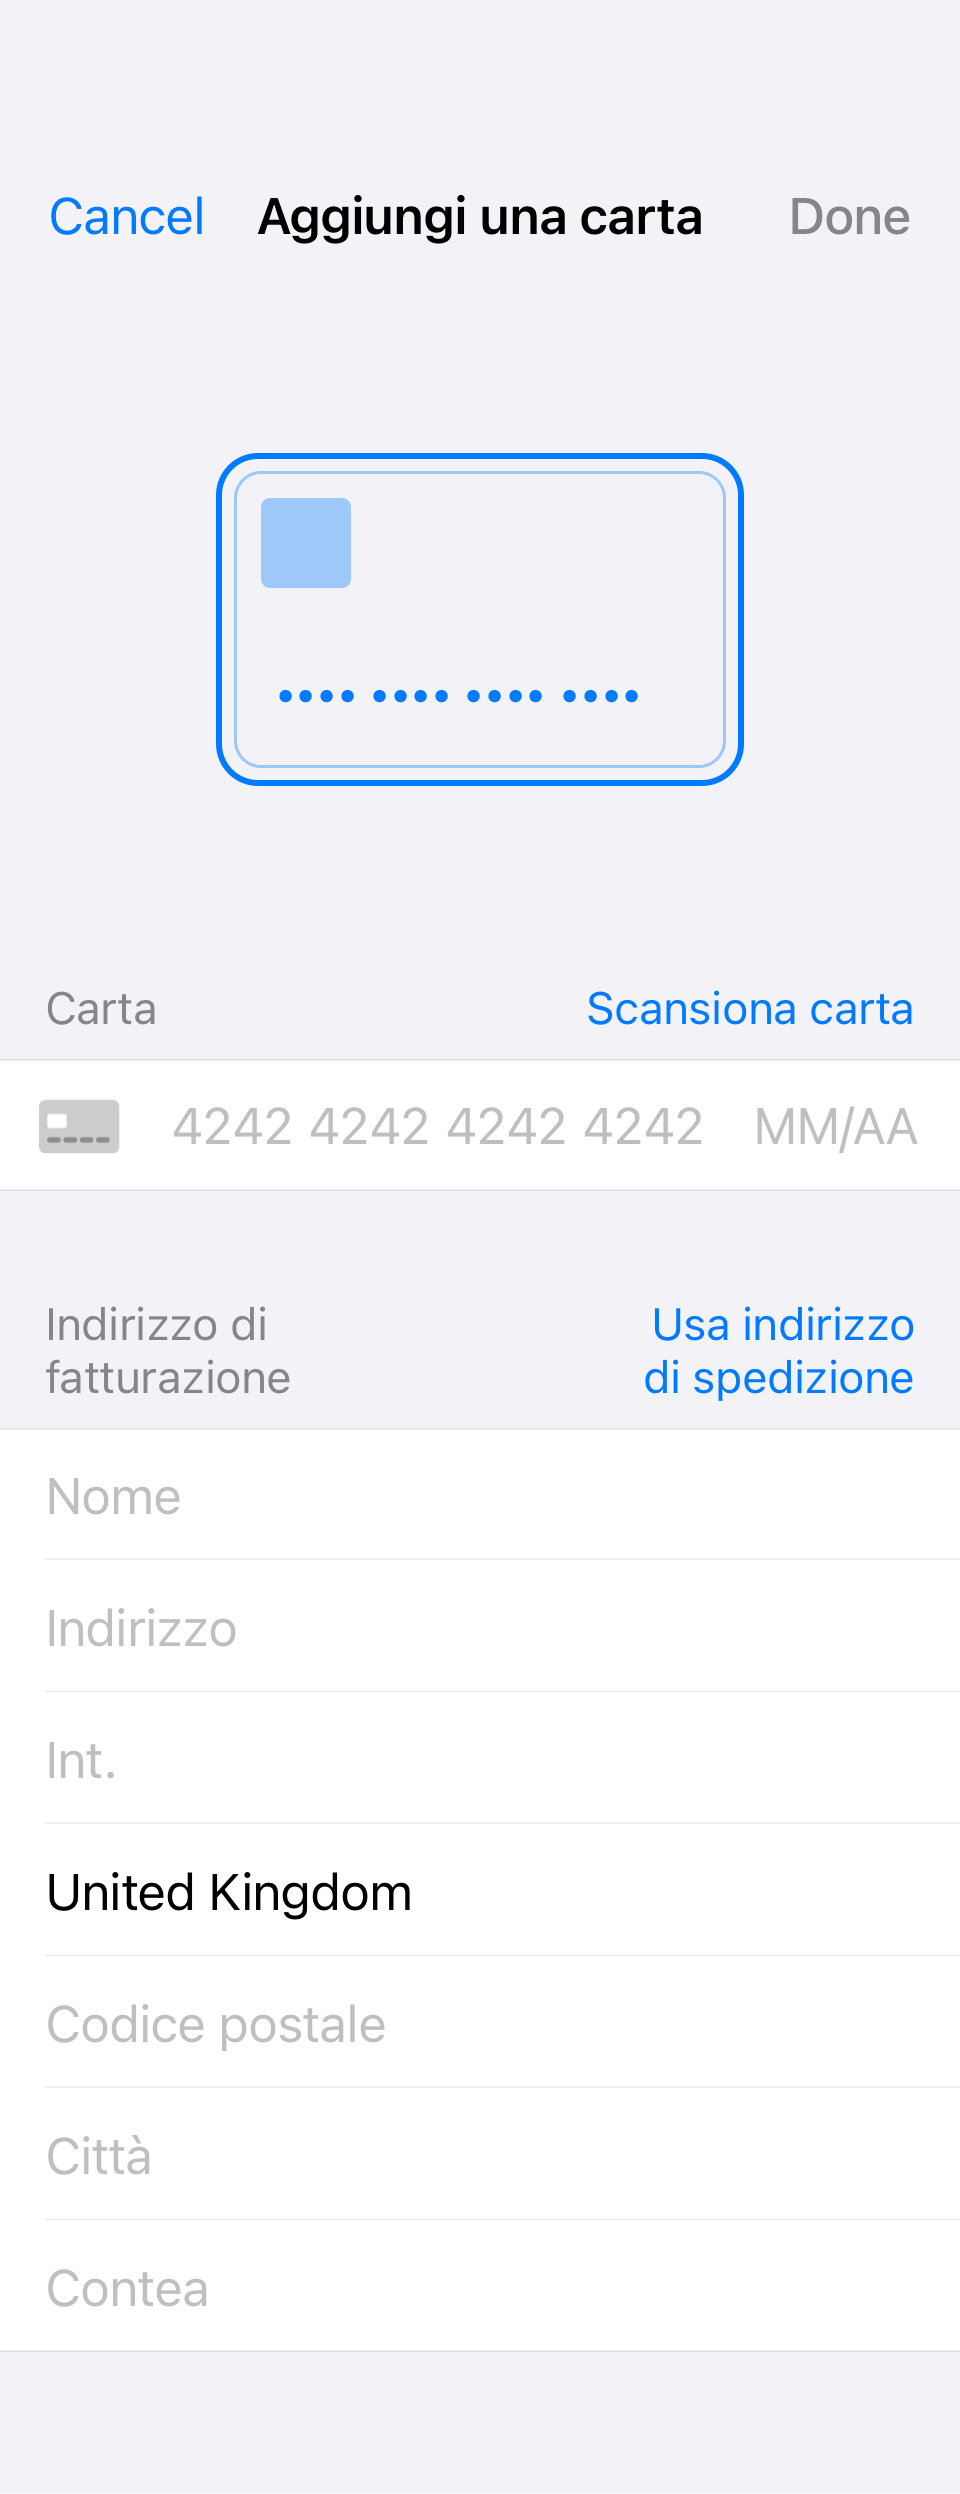 Cancel Aggiungi una carta Done
•••• •••• •••• ••••
Carta Scansiona carta
4242 4242 4242 4242 MM/AA
Indirizzo di Usa indirizzo
fatturazione di spedizione
Nome
Indirizzo
Int.
United Kingdom
Codice postale
Città
Contea